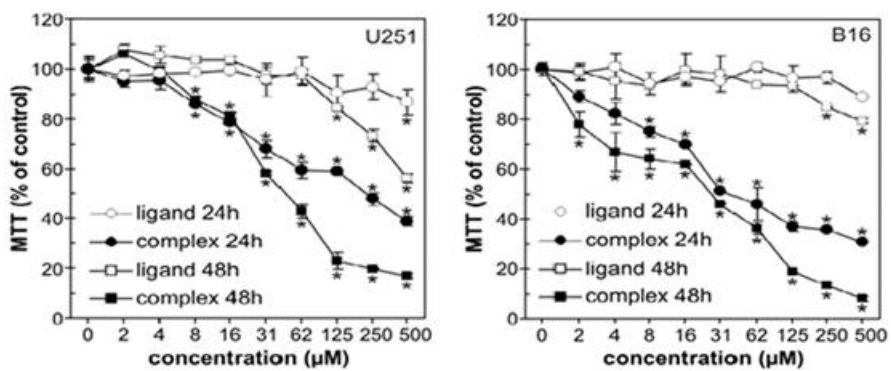 U251
120
100
80
60
40
20
0
MTT (% of control)
ligand 24h
complex 24h
ligand 48h
complex 48h
0 2 4 8 16 31 62 125 250 500
concentration (µM)
B16
120
100
80
60
40
20
0
MTT (% of control)
ligand 24h
complex 24h
ligand 48h
complex 48h
0 2 4 8 16 31 62 125 250 500
concentration (µM)